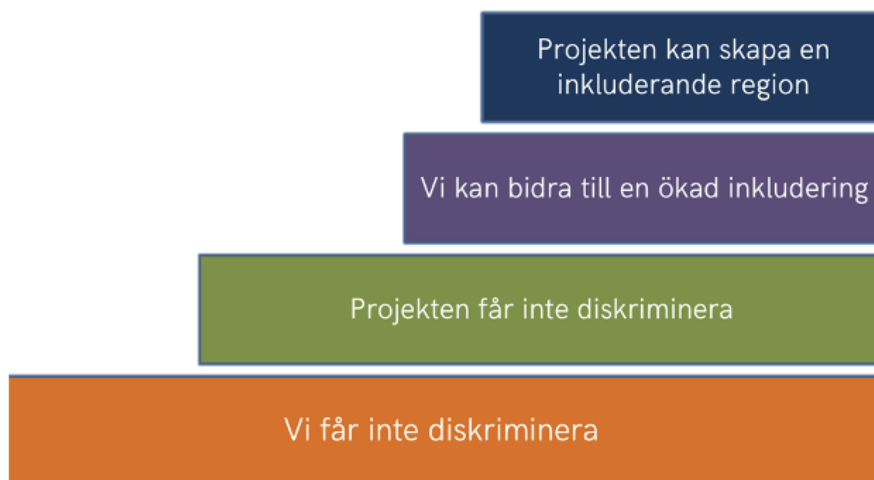 Projekten kan skapa en
inkluderande region
Vi kan bidra till en ökad inkludering
Projekten får inte diskriminera
Vi får inte diskriminera